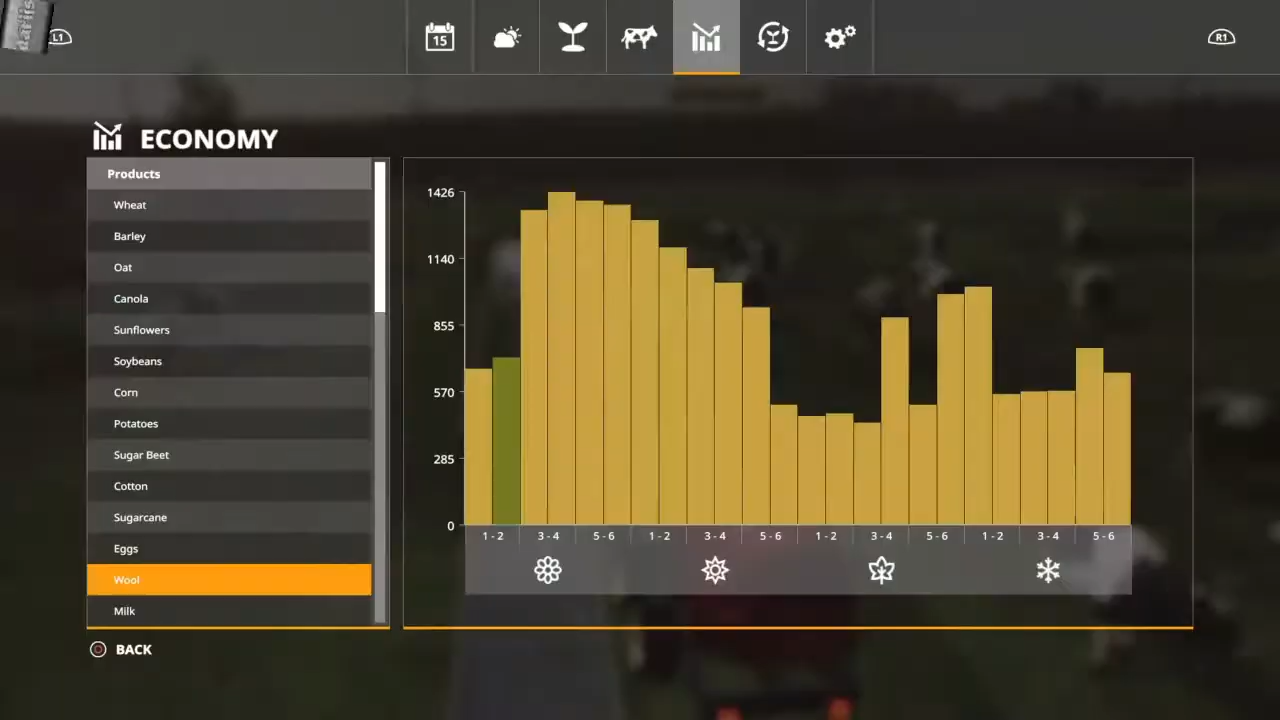 L1
15
R1
ECONOMY
Products
Wheat
Barley
Oat
Canola
Sunflowers
Soybeans
Corn
Potatoes
Sugar Beet
Cotton
Sugarcane
Eggs
Wool
Milk
1426
1140
855
570
285
0
1 - 2 3 - 4 5 - 6 1 - 2 3 - 4 5 - 6 1 - 2 3 - 4 5 - 6 1 - 2 3 - 4 5 - 6
BACK